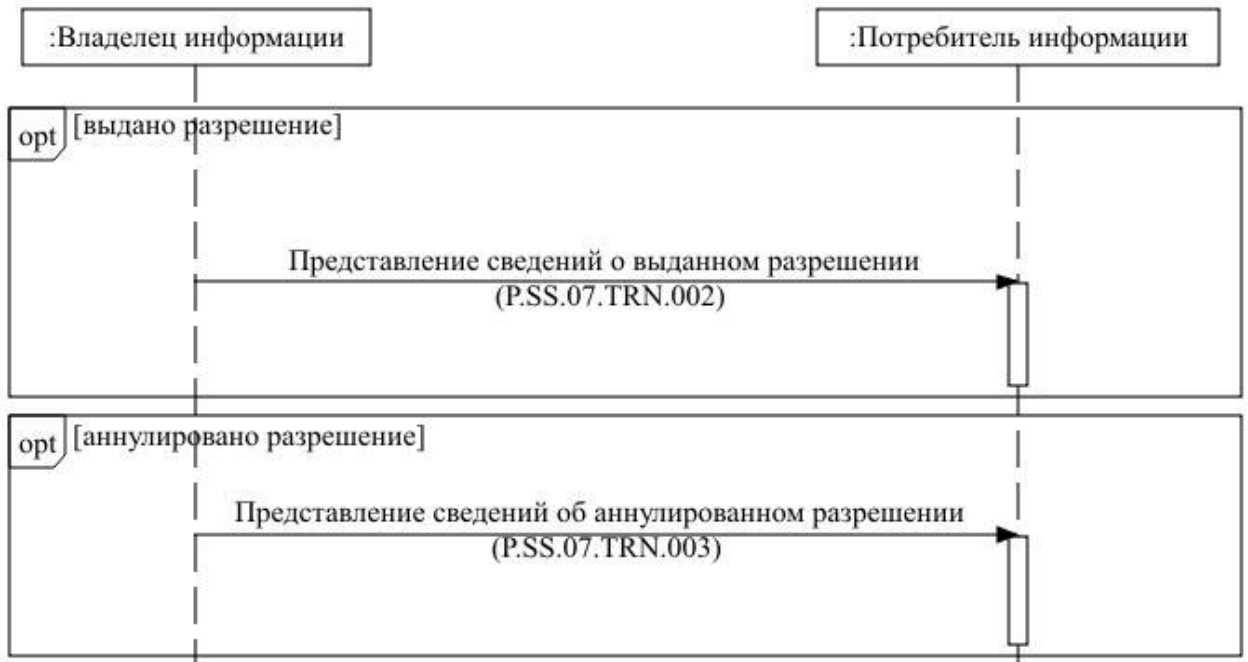 :Владелец информации
:Потребитель информации
opt [выдано разрешение]
Представление сведений о выданном разрешении
(P.SS.07.TRN.002)
opt [аннулировано разрешение]
Представление сведений об аннулированном разрешении
(P.SS.07.TRN.003)